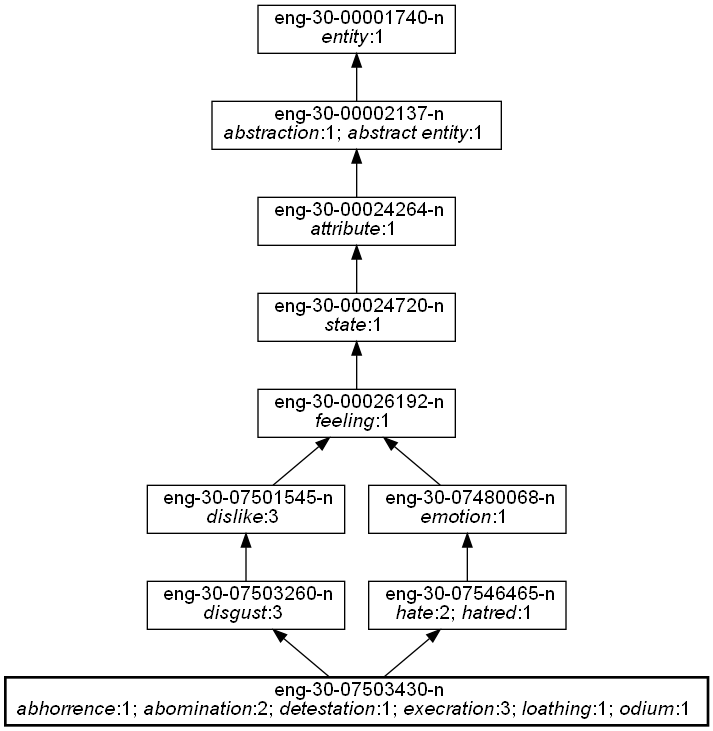 eng-30-00001740-n
entity:1
eng-30-00002137-n
abstraction:1; abstract entity:1
eng-30-00024264-n
attribute:1
eng-30-00024720-n
state:1
eng-30-00026192-n
feeling:1
eng-30-07501545-n
dislike:3
eng-30-07480068-n
emotion:1
eng-30-07503260-n
disgust:3
eng-30-07546465-n
hate:2; hatred:1
eng-30-07503430-n
abhorrence:1; abomination:2; detestation:1; execration:3; loathing:1; odium:1